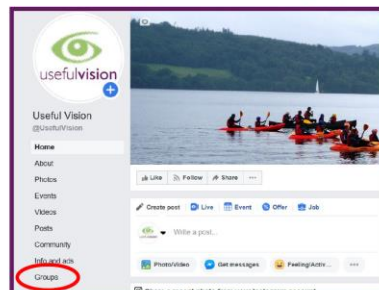 usefulvision
Useful Vision
@UsefulVision
Home
About
Photos
Events
Videos
Posts
Community
Info and ads
Groups
Like Follow Share
Create post Live Event Offer Job
Write a post...
Photo/Video Get messages Feeling/Activ...